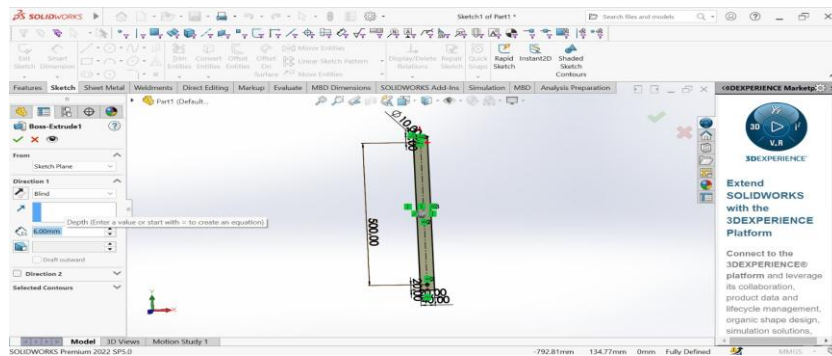 SOLIDWORKS
Sketch1 of Part1 *
Search files and models
Exit Sketch
Smart Dimension
Trim Entities
Convert Entities
Offset Entities
Offset On Surface
Mirror Entities
Linear Sketch Pattern
Move Entities
Display/Delete Relations
Repair Sketch
Quick Snaps
Rapid Sketch
Instant2D
Shaded Sketch Contours
Features Sketch Sheet Metal Weldments Direct Editing Markup Evaluate MBD Dimensions SOLIDWORKS Add-Ins Simulation MBD Analysis Preparation
Part1 (Default...
Boss-Extrude1
From
Sketch Plane
Direction 1
Blind
Depth (Enter a value or start with = to create an equation)
6.00mm
Draft outward
Direction 2
Selected Contours
500.00
3D
V.R
3DEXPERIENCE
Extend
SOLIDWORKS
with the
3DEXPERIENCE
Platform
Connect to the
3DEXPERIENCE®
platform and leverage
its collaboration,
product data and
lifecycle management,
organic shape design,
simulation solutions,
Model 3D Views Motion Study 1
SOLIDWORKS Premium 2022 SP5.0
-792.81mm 134.77mm 0mm Fully Defined
MMGS